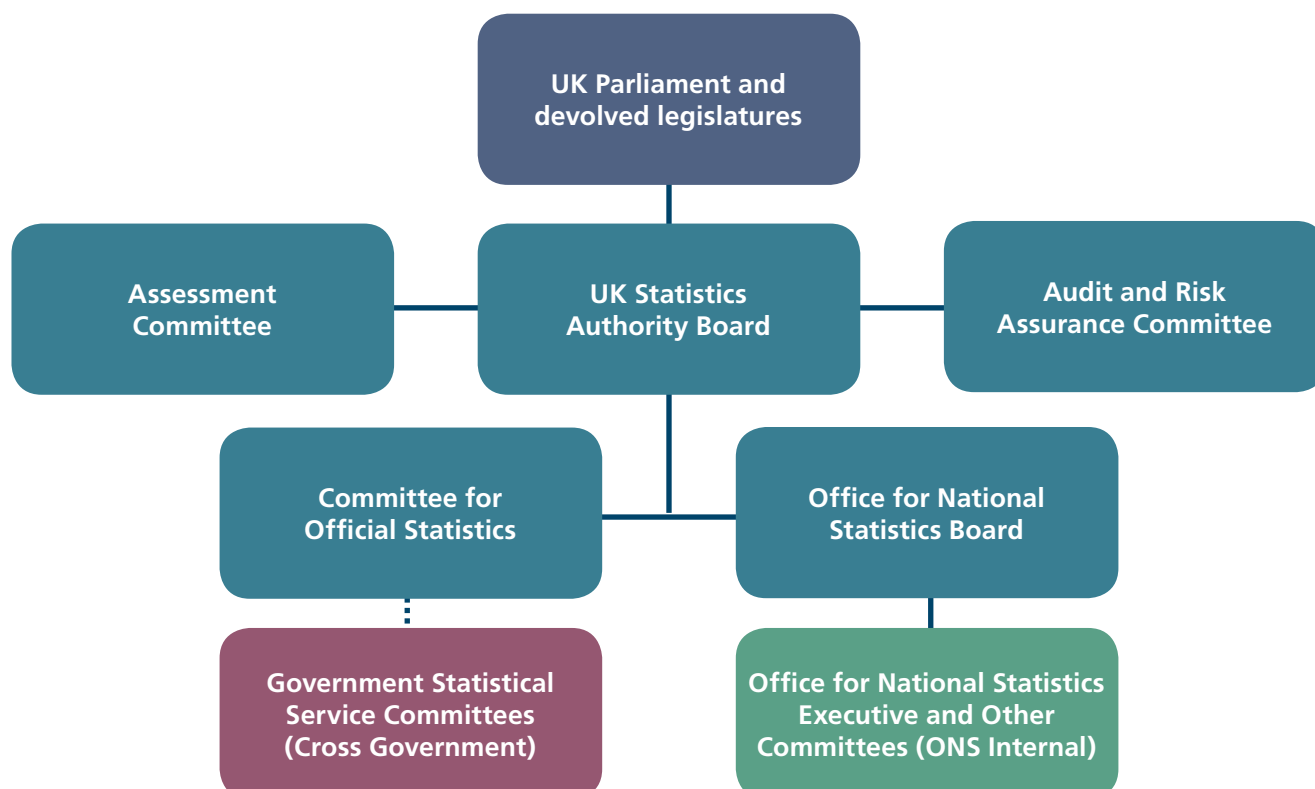 UK Parliament and
devolved legislatures
Assessment
Committee
UK Statistics
Authority Board
Audit and Risk
Assurance Committee
Committee for
Official Statistics
Office for National
Statistics Board
Government Statistical
Service Committees
(Cross Government)
Office for National Statistics
Executive and Other
Committees (ONS Internal)